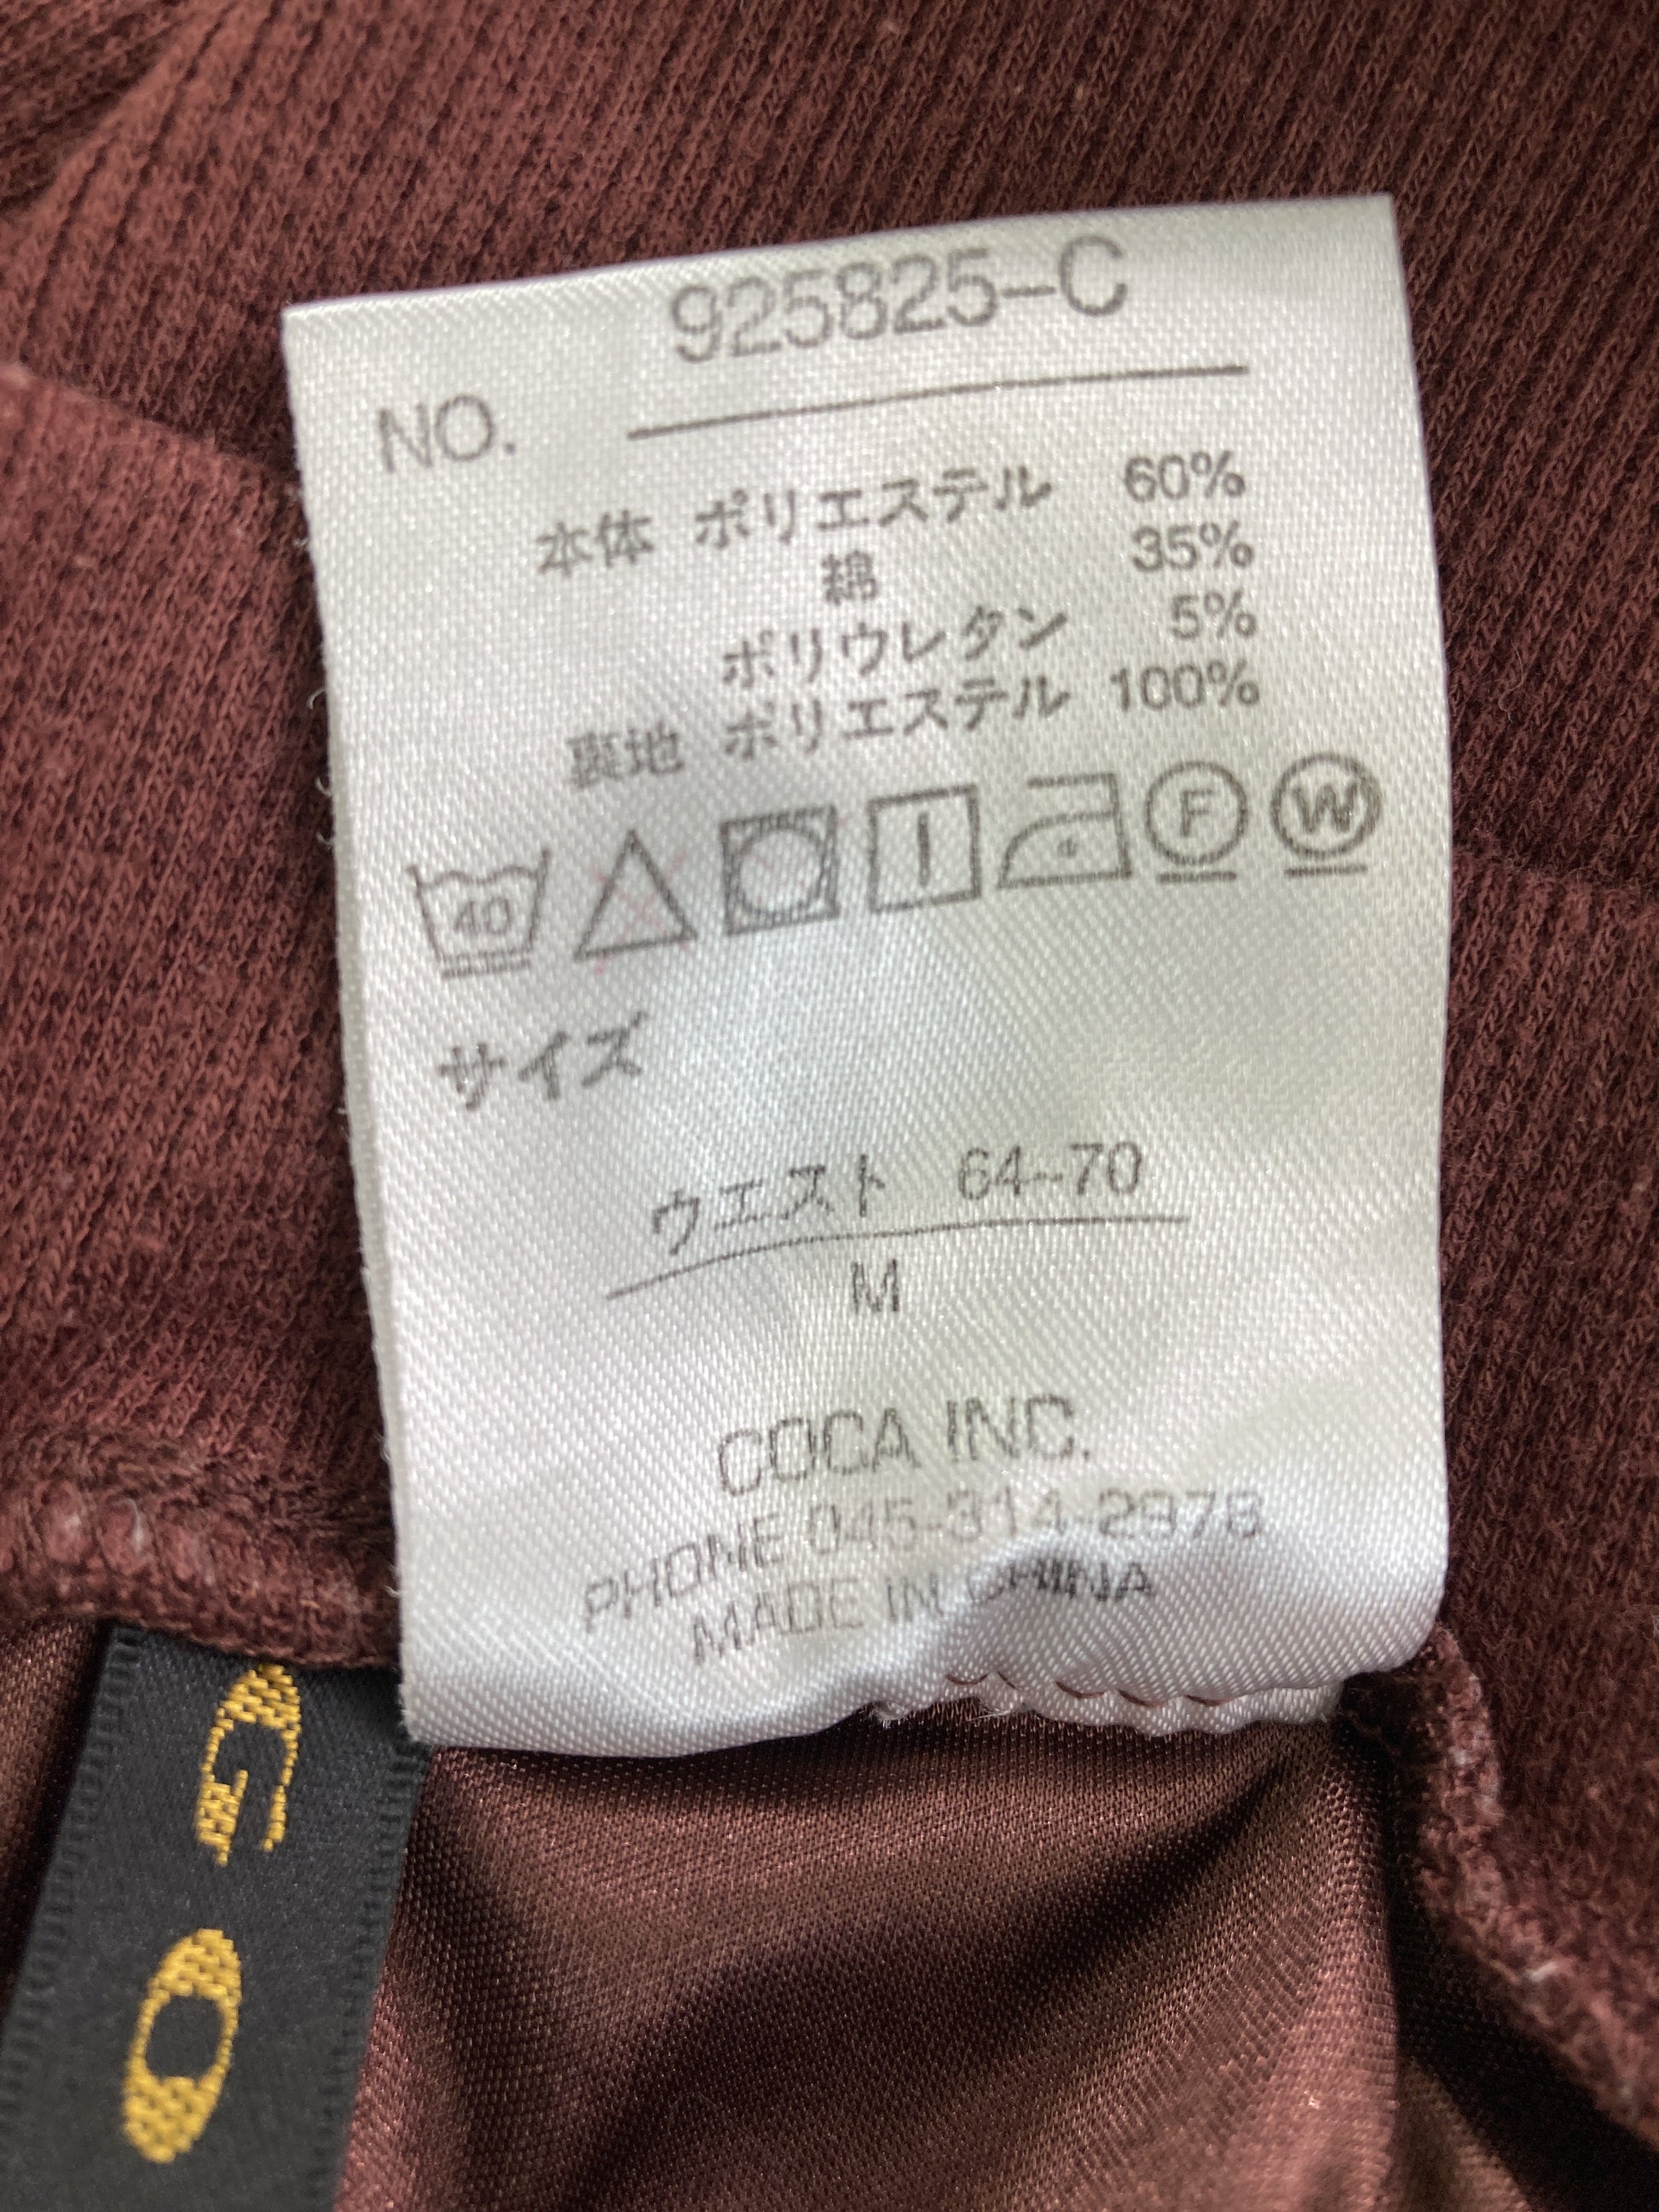 925825-C
NO.
本体 ポリエステル 60%
綿 35%
ポリウレタン 5%
裏地 ポリエステル 100%
40
F W
サイズ
ウエスト 64-70
M
COCA INC.
PHONE 045-314-2978
MADE IN CHINA
GO